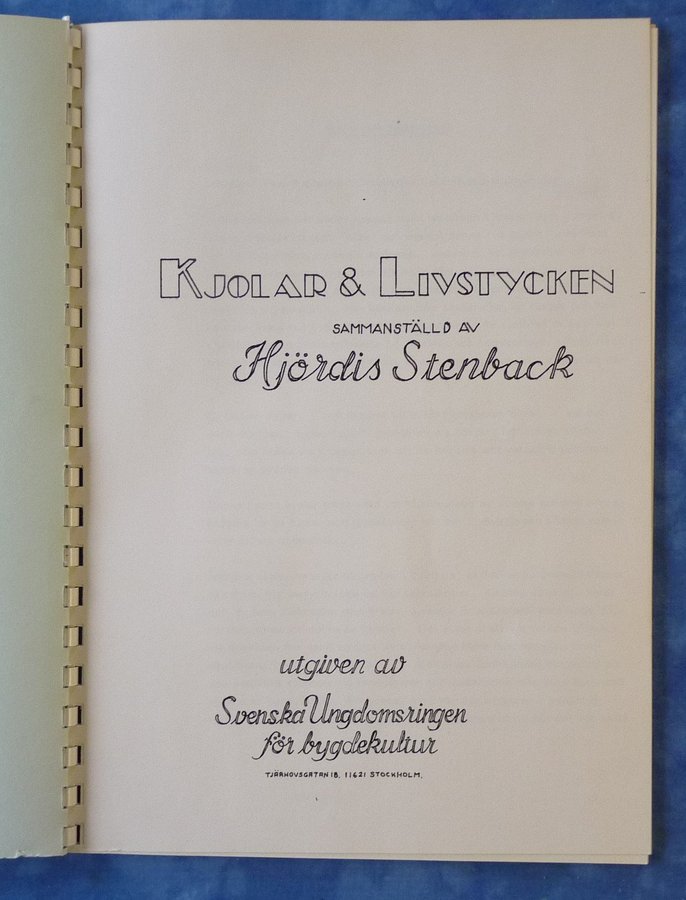 KJOLAR & LIVSTYCKEN
SAMMANSTÄLLD AV
Hjördis Stenback
utgiven av
Svenska Ungdomsringen
för bygdekultur
TJÄRHOVSGATAN 18, 11621 STOCKHOLM.